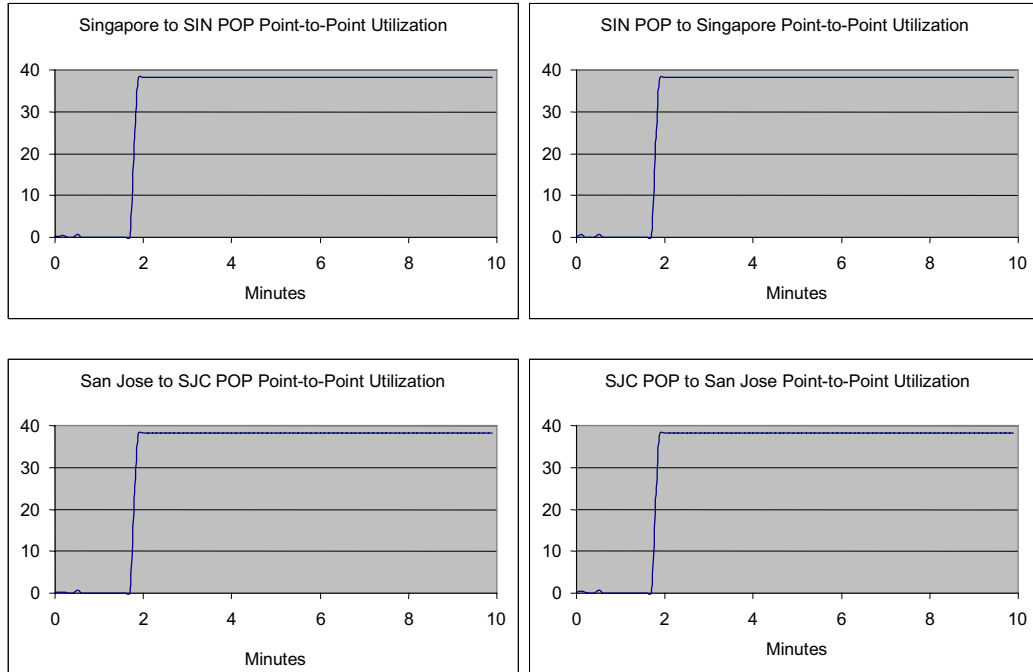 Singapore to SIN POP Point-to-Point Utilization
40
30
20
10
0
0 2 4 6 8 10
Minutes
SIN POP to Singapore Point-to-Point Utilization
40
30
20
10
0
0 2 4 6 8 10
Minutes
San Jose to SJC POP Point-to-Point Utilization
40
30
20
10
0
0 2 4 6 8 10
Minutes
SJC POP to San Jose Point-to-Point Utilization
40
30
20
10
0
0 2 4 6 8 10
Minutes